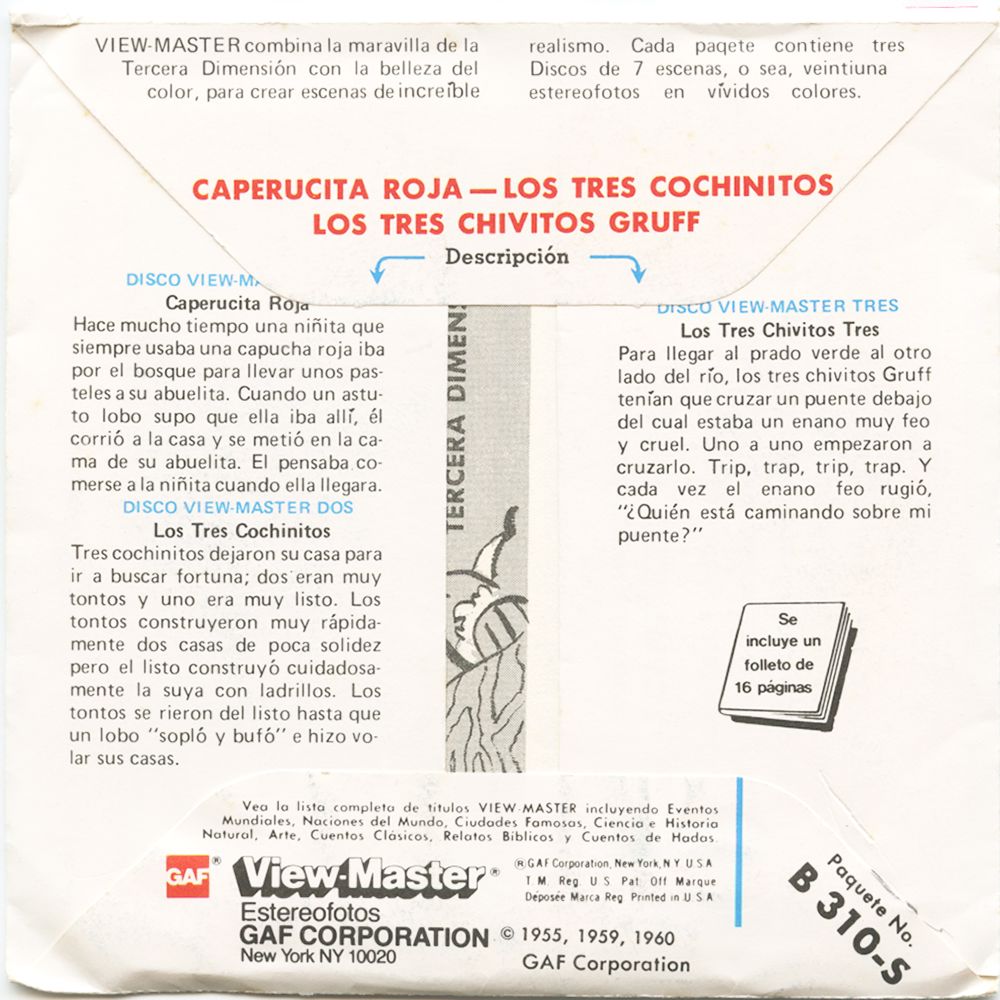 VIEW-MASTER combina la maravilla de la
Tercera Dimensión con la belleza del
color, para crear escenas de increíble
realismo. Cada paqete contiene tres
Discos de 7 escenas, o sea, veintiuna
estereofotos en vívidos colores.
CAPERUCITA ROJA — LOS TRES COCHINITOS
LOS TRES CHIVITOS GRUFF
Descripción
DISCO VIEW-MA
Caperucita Roja
Hace mucho tiempo una niñita que
siempre usaba una capucha roja iba
por el bosque para llevar unos pas-
teles a su abuelita. Cuando un astu-
to lobo supo que ella iba allí, él
corrió a la casa y se metió en la ca-
ma de su abuelita. El pensaba co-
merse a la niñita cuando ella llegara.
DISCO VIEW-MASTER DOS
Los Tres Cochinitos
Tres cochinitos dejaron su casa para
ir a buscar fortuna; dos eran muy
tontos y uno era muy listo. Los
tontos construyeron muy rápida-
mente dos casas de poca solidez
pero el listo construyó cuidadosa-
mente la suya con ladrillos. Los
tontos se rieron del listo hasta que
un lobo "sopló y bufó" e hizo vo-
lar sus casas.
TERCERA DIMENS
DISCO VIEW-MASTER TRES
Los Tres Chivitos Tres
Para llegar al prado verde al otro
lado del río, los tres chivitos Gruff
tenían que cruzar un puente debajo
del cual estaba un enano muy feo
y cruel. Uno a uno empezaron a
cruzarlo. Trip, trap, trip, trap. Y
cada vez el enano feo rugió,
"¿Quién está caminando sobre mi
puente?"
Se
incluye un
folleto de
16 páginas
Vea la lista completa de titulos VIEW-MASTER incluyendo Eventos
Mundiales, Naciones del Mundo, Ciudades Famosas, Ciencia e Historia
Natural, Arte, Cuentos Clásicos, Relatos Biblicos y Cuentos de Hadas.
GAF® View-Master®
Estereofotos
GAF CORPORATION
New York NY 10020
® GAF Corporation, New York, N.Y. U.S.A
T.M. Reg. U.S. Pat. Off. Marque
Déposée Marca Reg. Printed in U.S.A
© 1955, 1959, 1960
GAF Corporation
Paquete No.
B 310-S